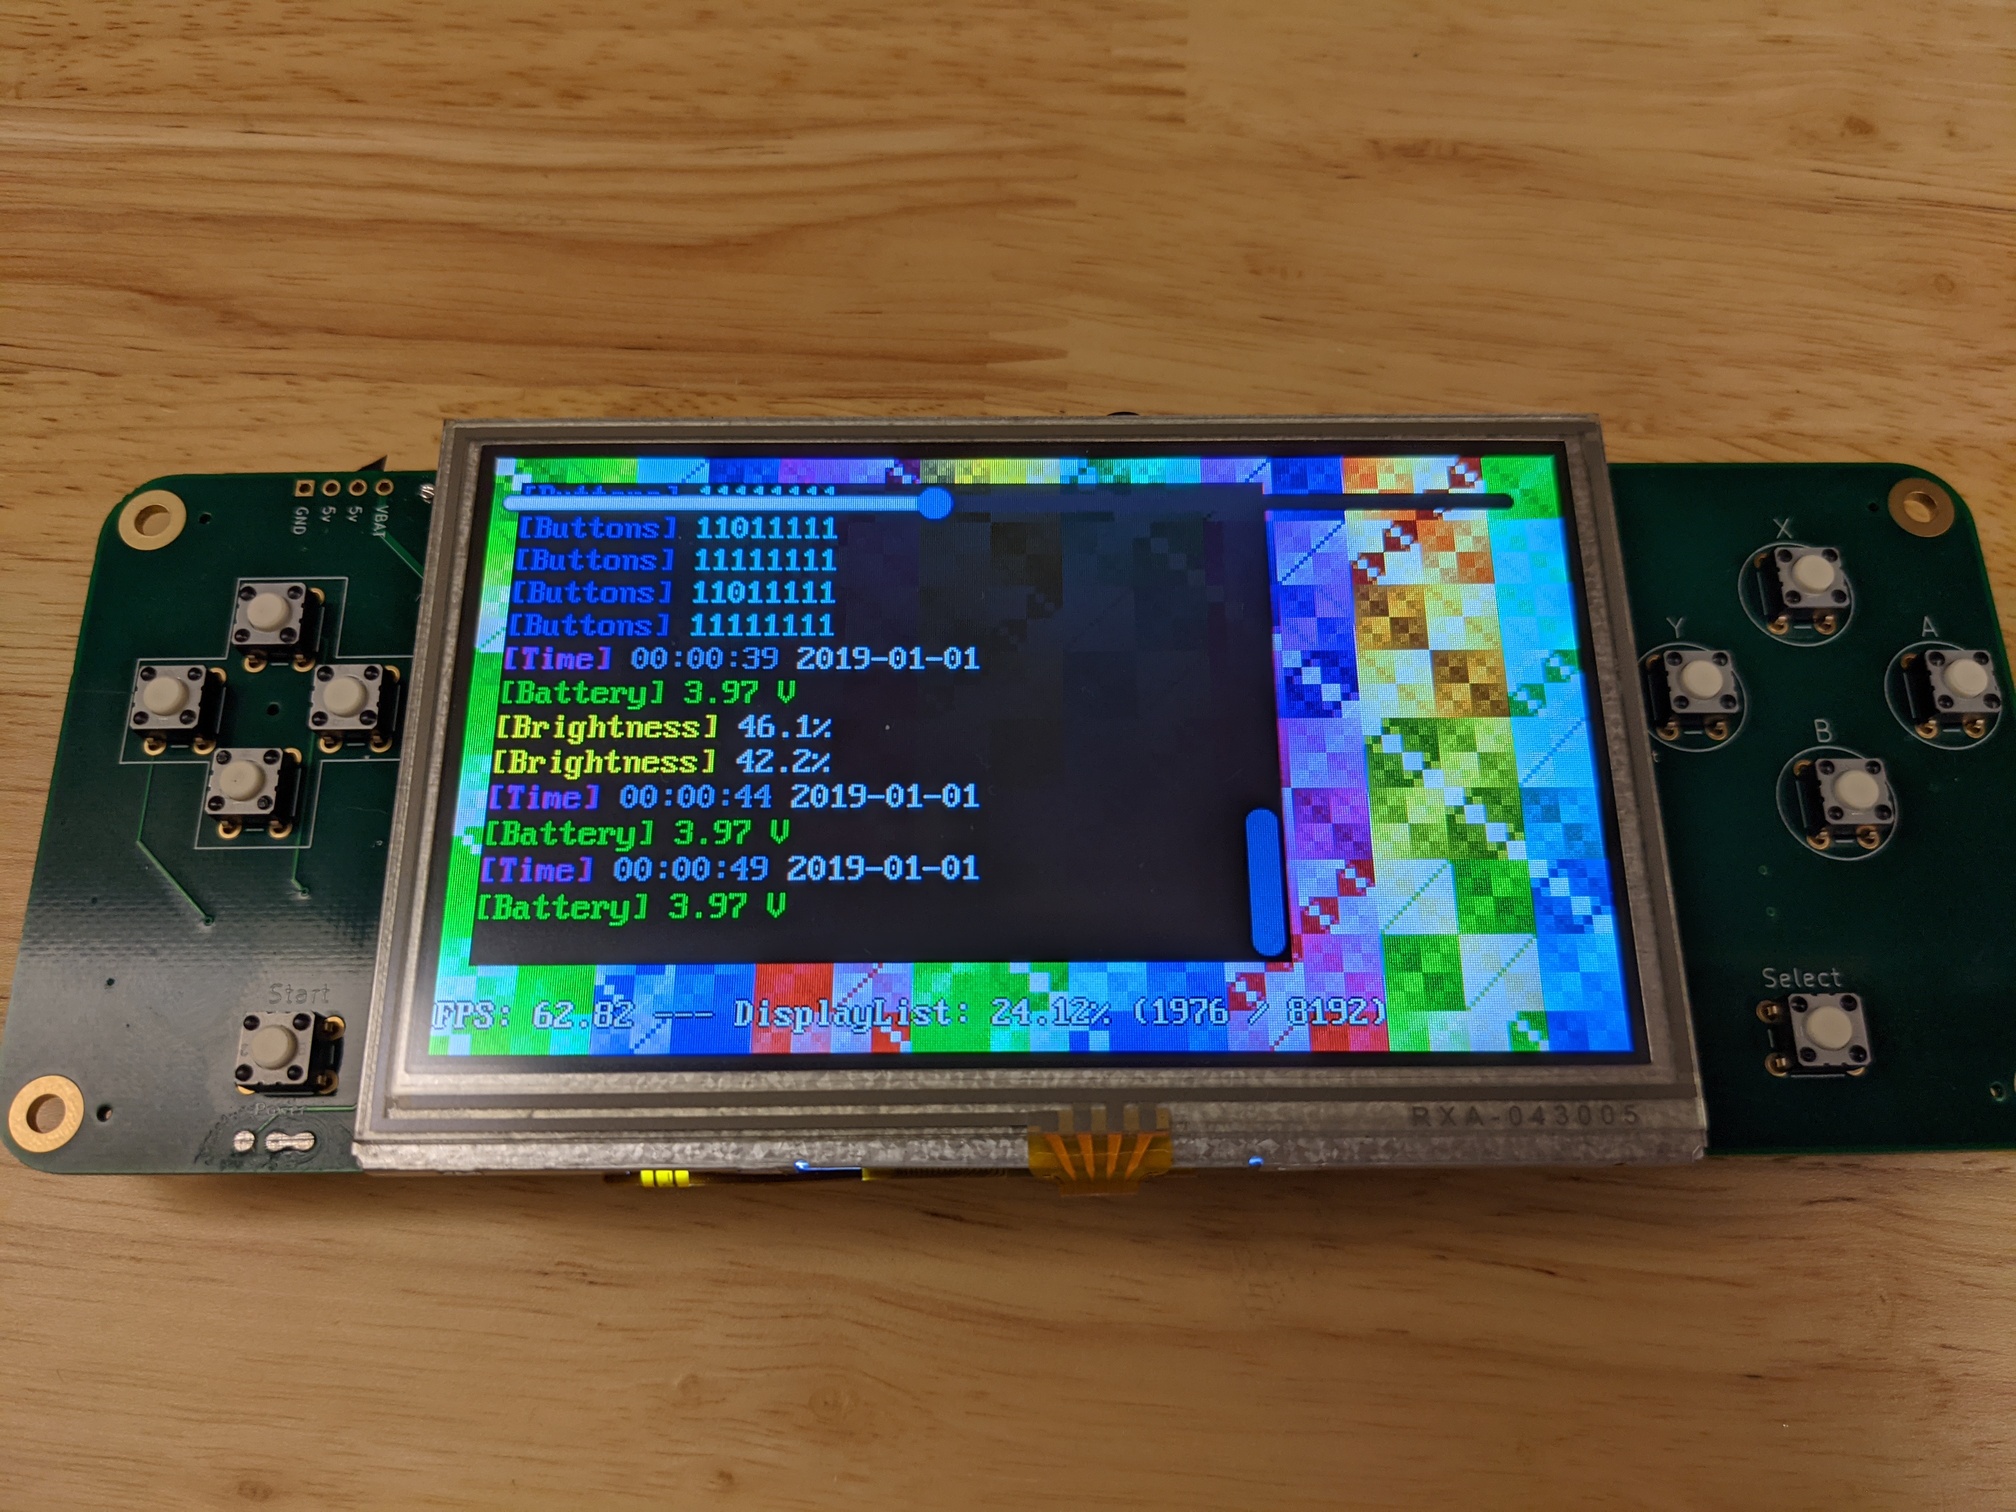 GND
5v
5v
VBAT
[Buttons] 11111111
[Buttons] 11011111
[Buttons] 11111111
[Buttons] 11011111
[Buttons] 11111111
[Time] 00:00:39 2019-01-01
[Battery] 3.97 V
[Brightness] 46.1%
[Brightness] 42.2%
[Time] 00:00:44 2019-01-01
[Battery] 3.97 V
[Time] 00:00:49 2019-01-01
[Battery] 3.97 V
FPS: 62.82 --- DisplayList: 24.12% (1976 / 8192)
X
Y
A
B
Start
Select
Power
RXA-043005